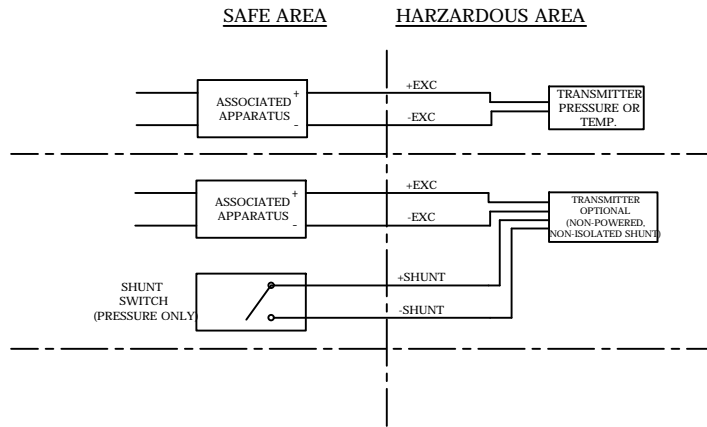 SAFE AREA
HARZARDOUS AREA
ASSOCIATED
APPARATUS
+
-
+EXC
-EXC
TRANSMITTER
PRESSURE OR
TEMP.
ASSOCIATED
APPARATUS
+
-
+EXC
-EXC
TRANSMITTER
OPTIONAL
(NON-POWERED,
NON-ISOLATED SHUNT)
SHUNT
SWITCH
(PRESSURE ONLY)
+SHUNT
-SHUNT